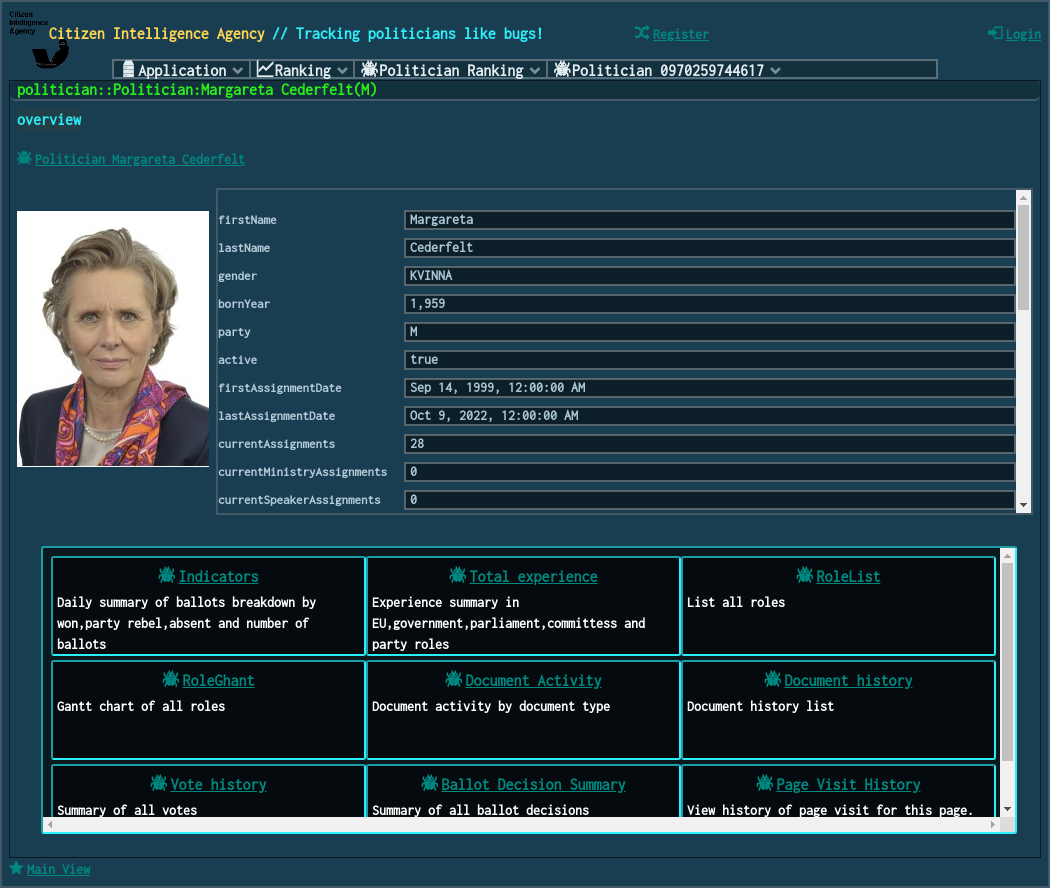 Citizen
Intelligence
Agency
Citizen Intelligence Agency // Tracking politicians like bugs!
Register
Login
Application
Ranking
Politician Ranking
Politician 0970259744617
politician::Politician:Margareta Cederfelt(M)
overview
Politician Margareta Cederfelt
firstName Margareta
lastName Cederfelt
gender KVINNA
bornYear 1,959
party M
active true
firstAssignmentDate Sep 14, 1999, 12:00:00 AM
lastAssignmentDate Oct 9, 2022, 12:00:00 AM
currentAssignments 28
currentMinistryAssignments 0
currentSpeakerAssignments 0
Indicators
Daily summary of ballots breakdown by
won,party rebel,absent and number of
ballots
Total experience
Experience summary in
EU,government,parliament,committess and
party roles
RoleList
List all roles
RoleGhant
Gantt chart of all roles
Document Activity
Document activity by document type
Document history
Document history list
Vote history
Summary of all votes
Ballot Decision Summary
Summary of all ballot decisions
Page Visit History
View history of page visit for this page.
Main View